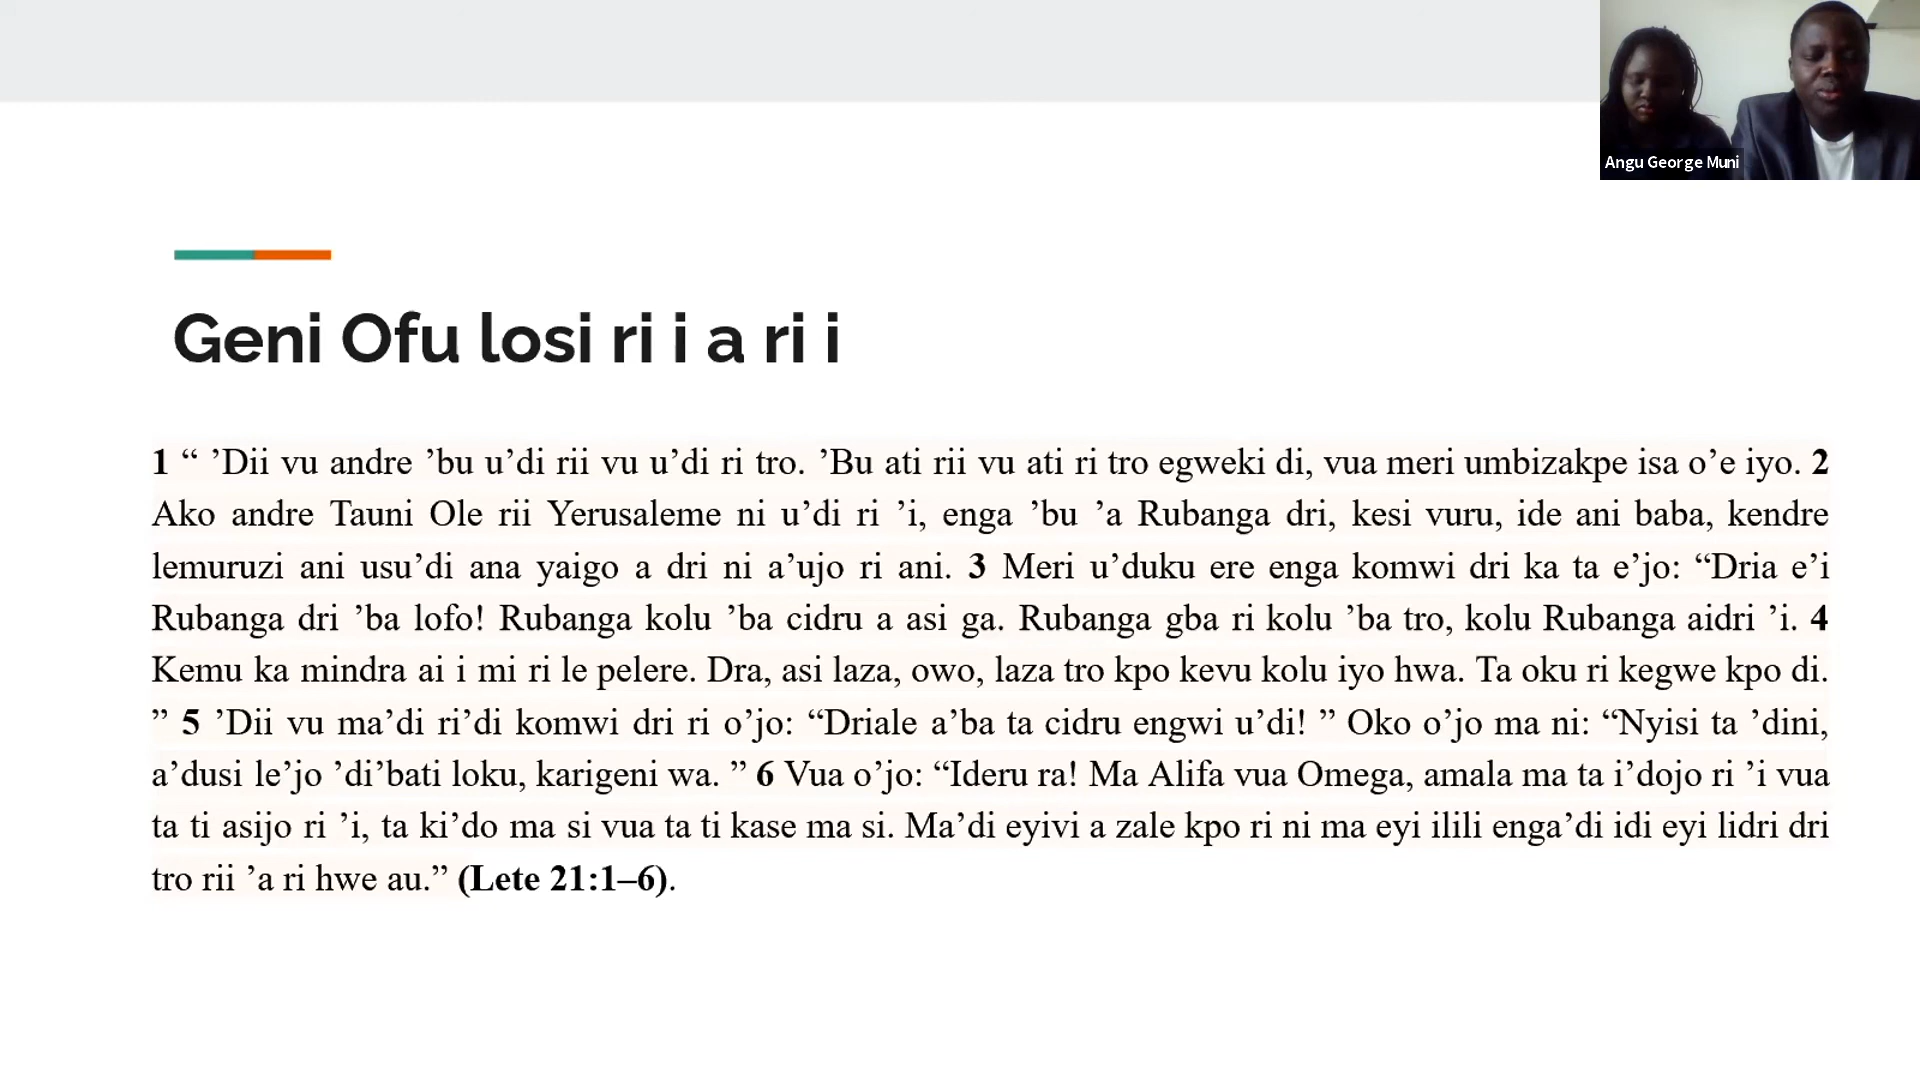 Angu George Muni
Geni Ofu losi ri i a ri i
1 “ ’Dii vu andre ’bu u’di rii vu u’di ri tro. ’Bu ati rii vu ati ri tro egweki di, vua meri umbizakpe isa o’e iyo. 2
Ako andre Tauni Ole rii Yerusaleme ni u’di ri ’i, enga ’bu ’a Rubanga dri, kesi vuru, ide ani baba, kendre
lemuruzi ani usu’di ana yaigo a dri ni a’ujo ri ani. 3 Meri u’duku ere enga komwi dri ka ta e’jo: “Dria e’i
Rubanga dri ’ba lofo! Rubanga kolu ’ba cidru a asi ga. Rubanga gba ri kolu ’ba tro, kolu Rubanga aidri ’i. 4
Kemu ka mindra ai i mi ri le pelere. Dra, asi laza, owo, laza tro kpo kevu kolu iyo hwa. Ta oku ri kegwe kpo di.
” 5 ’Dii vu ma’di ri’di komwi dri ri o’jo: “Driale a’ba ta cidru engwi u’di! ” Oko o’jo ma ni: “Nyisi ta ’dini,
a’dusi le’jo ’di’bati loku, karigeni wa. ” 6 Vua o’jo: “Ideru ra! Ma Alifa vua Omega, amala ma ta i’dojo ri ’i vua
ta ti asijo ri ’i, ta ki’do ma si vua ta ti kase ma si. Ma’di eyivi a zale kpo ri ni ma eyi ilili enga’di idi eyi lidri dri
tro rii ’a ri hwe au.” (Lete 21:1–6).